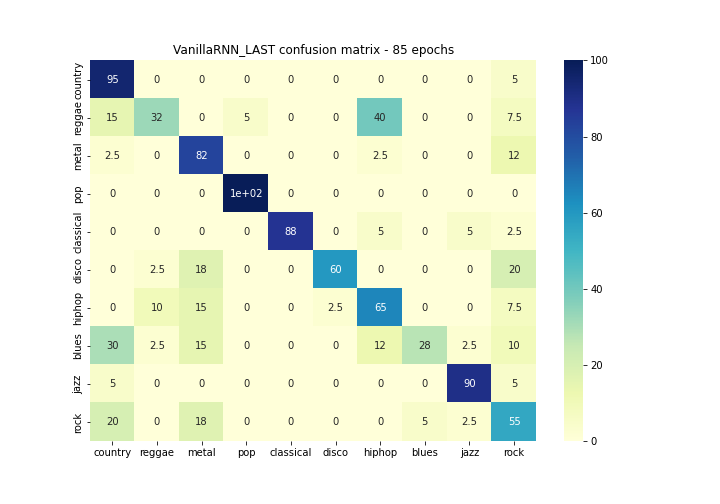 VanillaRNN_LAST confusion matrix - 85 epochs
country 95 0 0 0 0 0 0 0 0 5
reggae 15 32 0 5 0 0 40 0 0 7.5
metal 2.5 0 82 0 0 0 2.5 0 0 12
pop 0 0 0 1e+02 0 0 0 0 0 0
classical 0 0 0 0 88 0 5 0 5 2.5
disco 0 2.5 18 0 0 60 0 0 0 20
hiphop 0 10 15 0 0 2.5 65 0 0 7.5
blues 30 2.5 15 0 0 0 12 28 2.5 10
jazz 5 0 0 0 0 0 0 0 90 5
rock 20 0 18 0 0 0 0 5 2.5 55
country reggae metal pop classical disco hiphop blues jazz rock
100
80
60
40
20
0